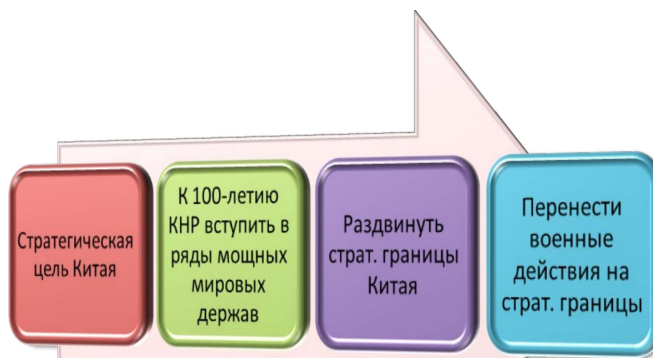 Стратегическая
цель Китая
К 100-летию
КНР вступить в
ряды мощных
мировых
держав
Раздвинуть
страт. границы
Китая
Перенести
военные
действия на
страт. границы